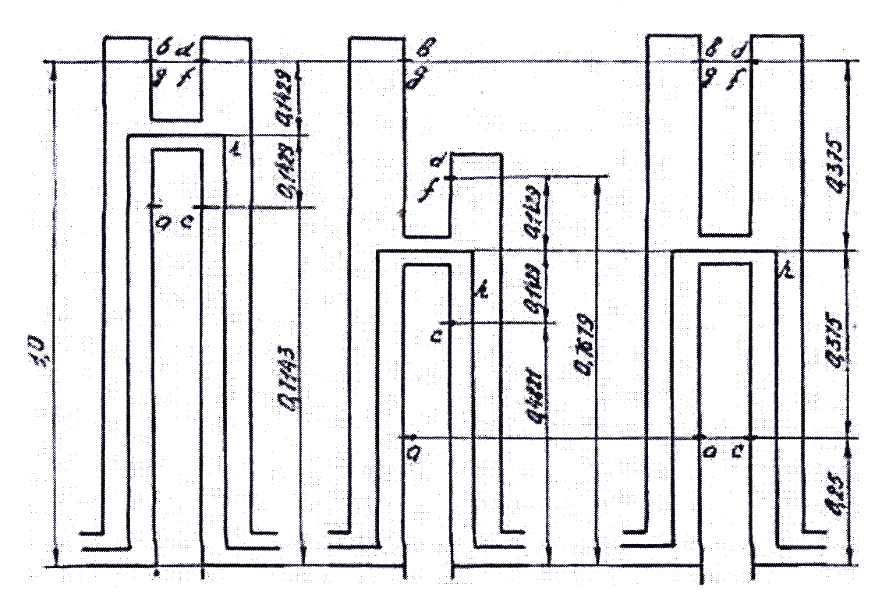 b d
g f
0,1429
h
0,1429
a c
1,0
0,7143
b
g
d
f
0,1429
0,1429
h
c
0,7679
0,4821
a
b d
g f
0,375
h
0,375
a c
0,25